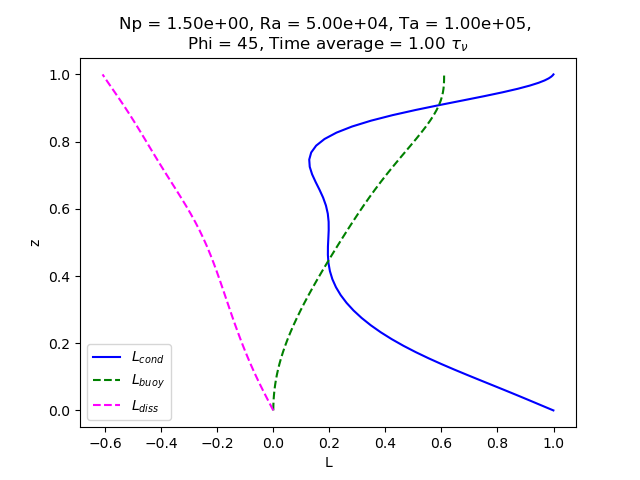 Np = 1.50e+00, Ra = 5.00e+04, Ta = 1.00e+05,
Phi = 45, Time average = 1.00 τ_ν
1.0
0.8
0.6
0.4
0.2
0.0
z
L_cond
L_buoy
L_diss
−0.6 −0.4 −0.2 0.0 0.2 0.4 0.6 0.8 1.0
L